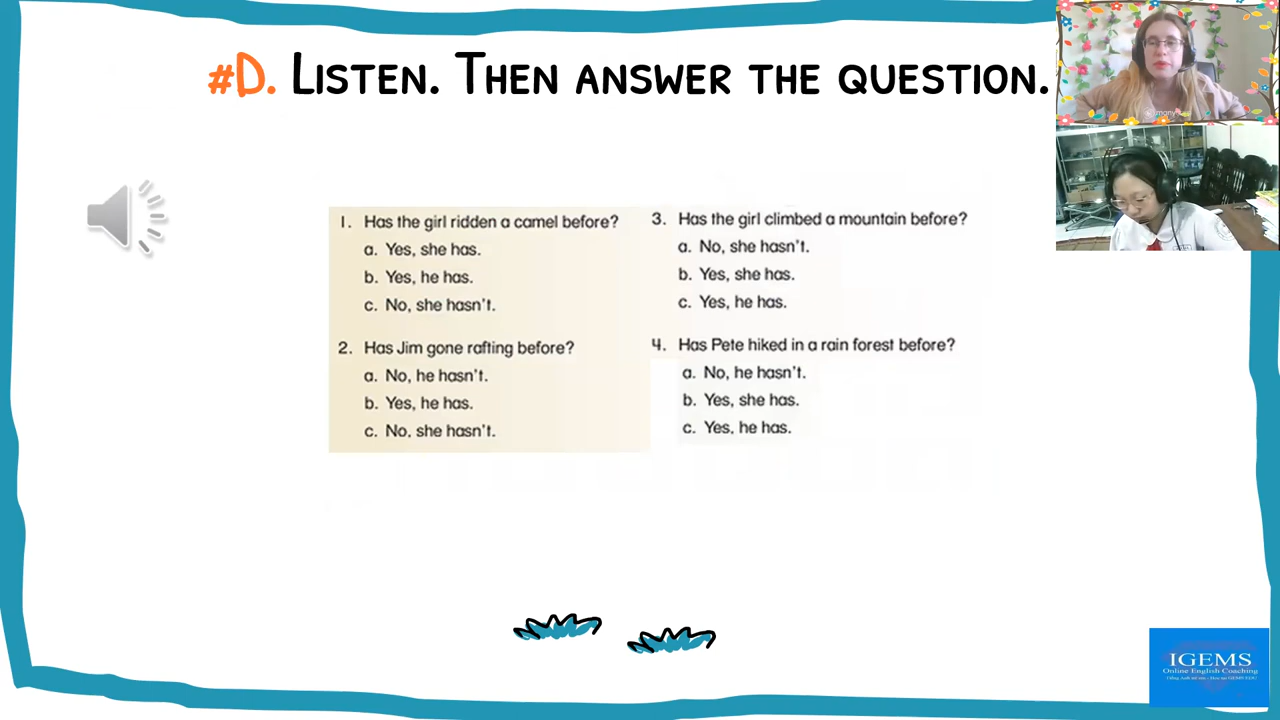 #D. Listen. Then answer the question.
1. Has the girl ridden a camel before?
a. Yes, she has.
b. Yes, he has.
c. No, she hasn't.
2. Has Jim gone rafting before?
a. No, he hasn't.
b. Yes, he has.
c. No, she hasn't.
3. Has the girl climbed a mountain before?
a. No, she hasn't.
b. Yes, she has.
c. Yes, he has.
4. Has Pete hiked in a rain forest before?
a. No, he hasn't.
b. Yes, she has.
c. Yes, he has.
IGEMS
Online English Coaching